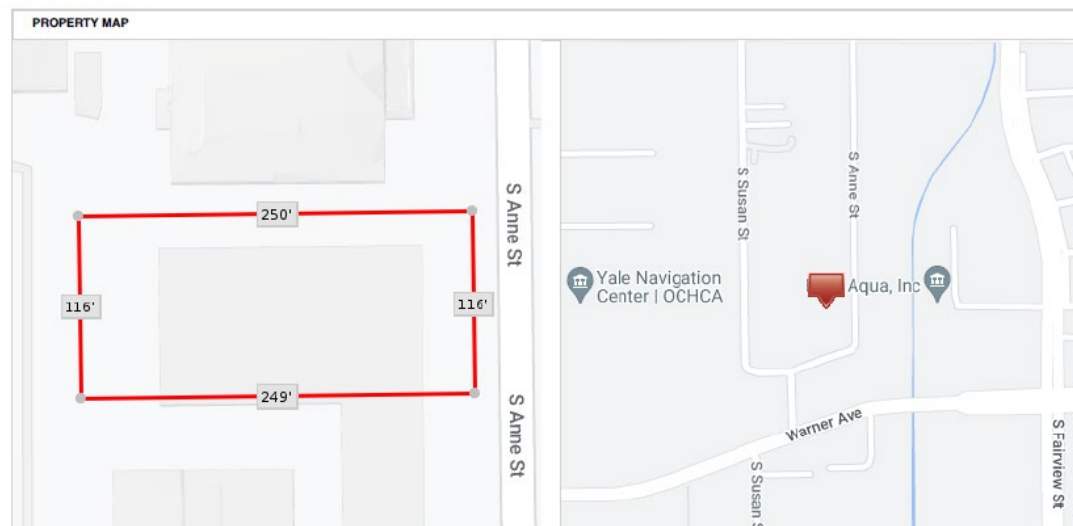 PROPERTY MAP
250'
116'
116'
249'
S Anne St
S Anne St
S Susan St
S Anne St
Yale Navigation
Center | OCHCA
Aqua, Inc
Warner Ave
S Susan S
S Fairview St